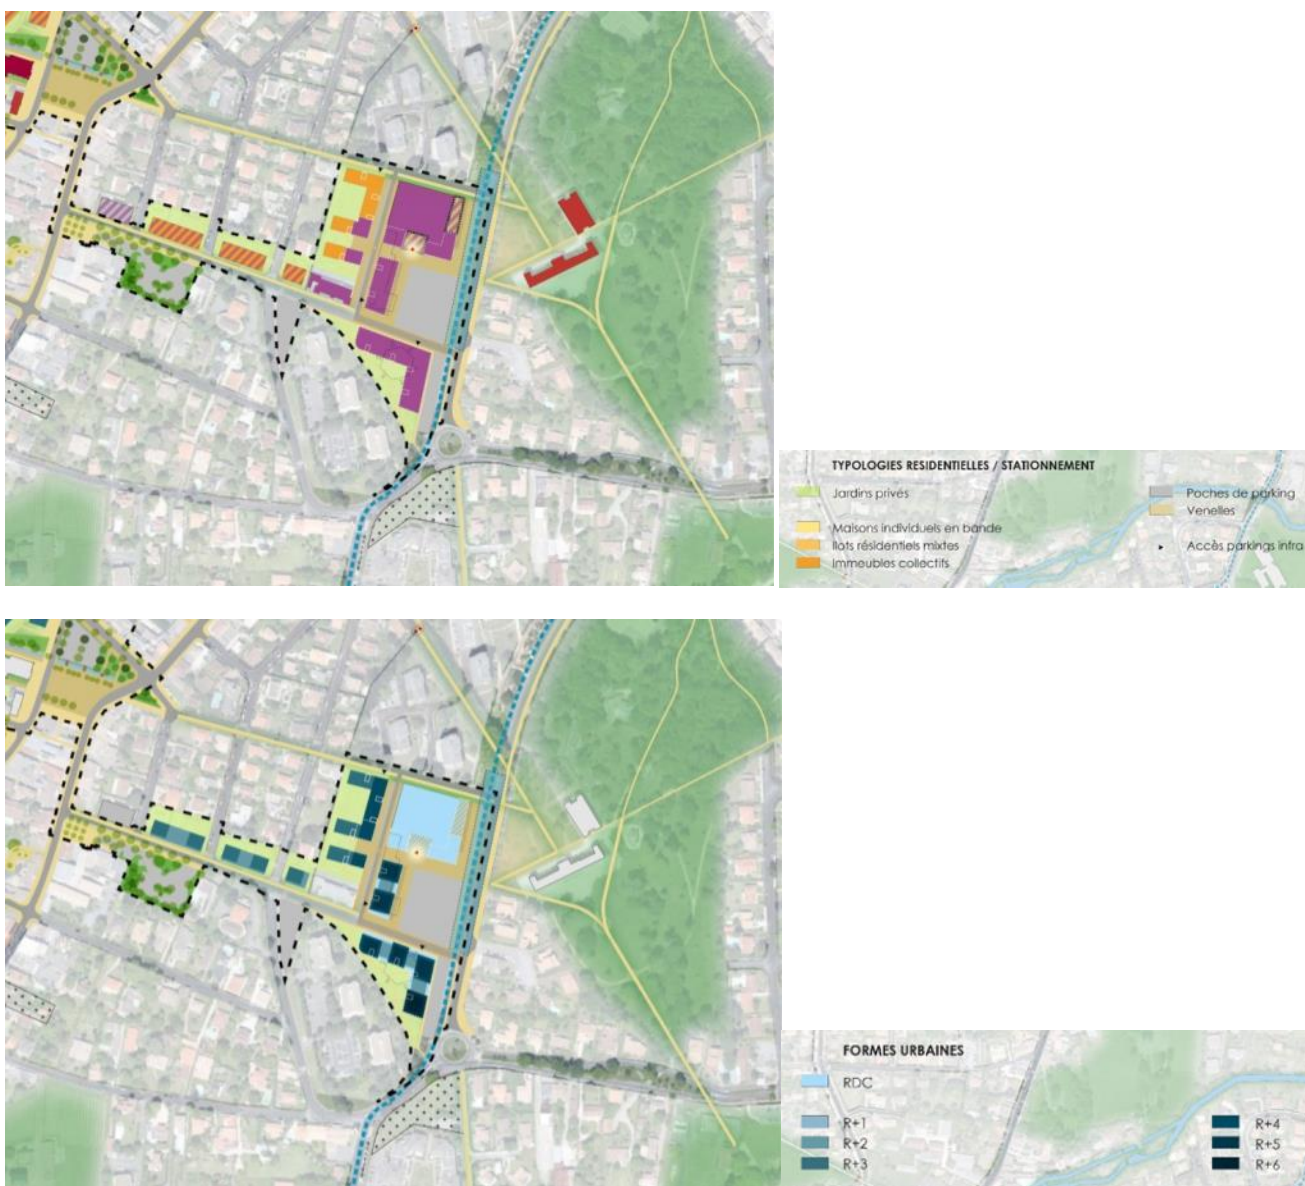 TYPOLOGIES RESIDENTIELLES / STATIONNEMENT
Jardins privés
Maisons individuels en bande
Ilots résidentiels mixtes
Immeubles collectifs
Poches de parking
Venelles
Accès parkings infra
FORMES URBAINES
RDC
R+1
R+2
R+3
R+4
R+5
R+6